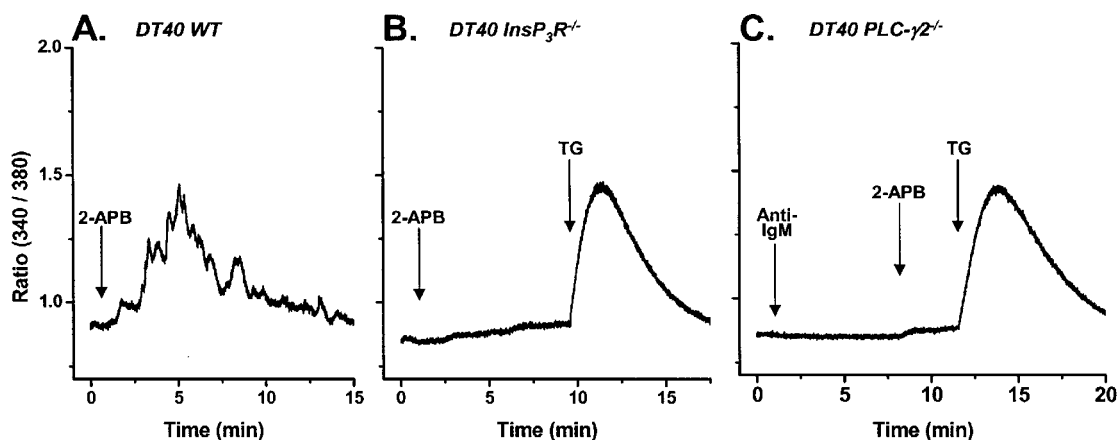 A. DT40 WT
B. DT40 InsP₃R⁻/⁻
C. DT40 PLC-γ2⁻/⁻
Ratio (340 / 380)
2.0
1.5
1.0
2-APB
0 5 10 15
Time (min)
2-APB
TG
0 5 10 15
Time (min)
Anti-
IgM
2-APB
TG
0 5 10 15 20
Time (min)